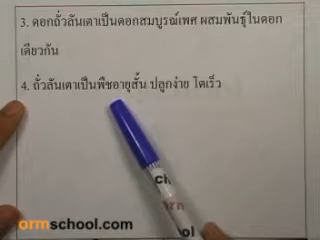 3. ดอกถั่วลันเตาเป็นดอกสมบูรณ์เพศ ผสมพันธุ์ในดอก
เดียวกัน
4. ถั่วลันเตาเป็นพืชอายุสั้น ปลูกง่าย โตเร็ว
ormschool.com